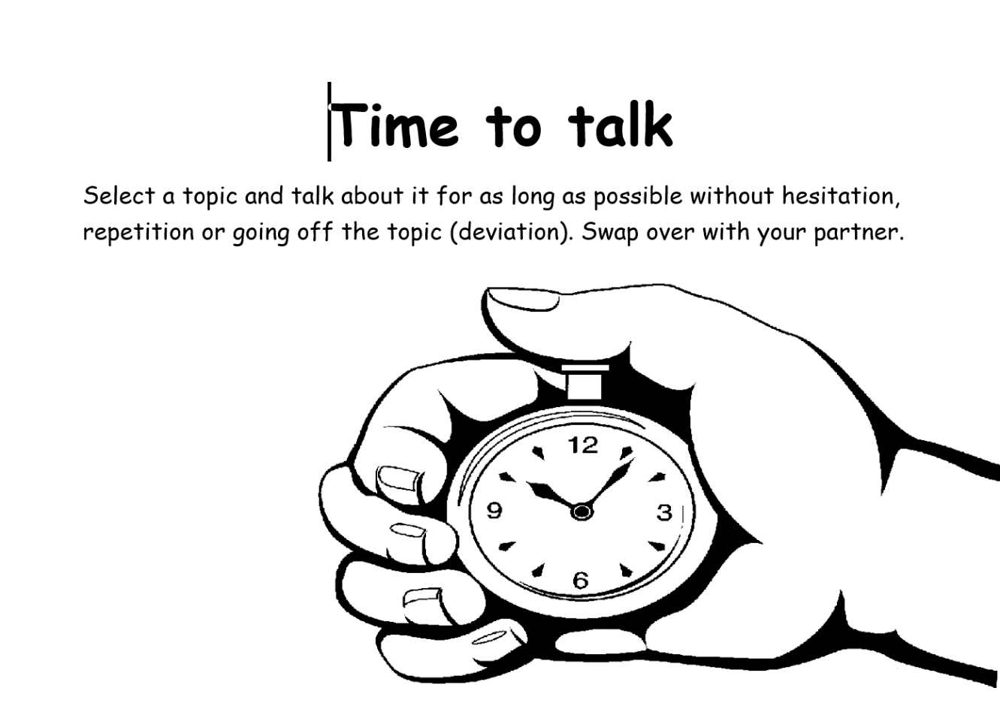 Time to talk
Select a topic and talk about it for as long as possible without hesitation,
repetition or going off the topic (deviation). Swap over with your partner.
12
9
3
6